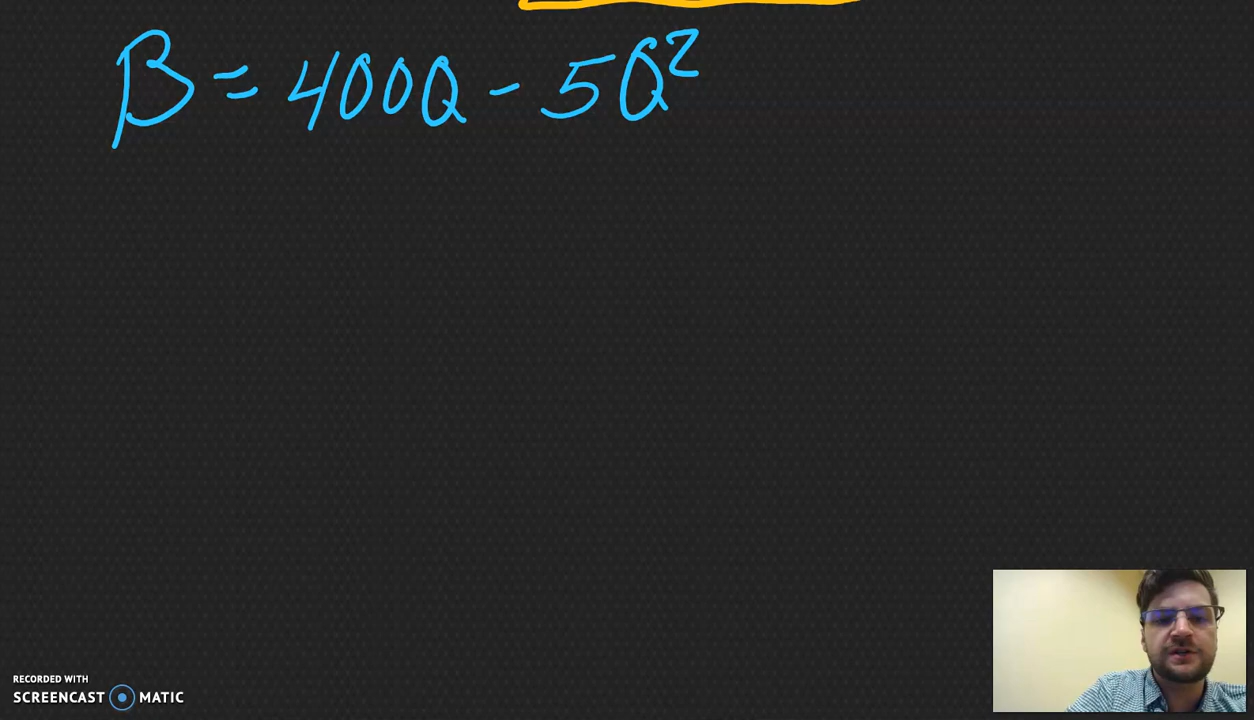 B = 400Q - 5Q²
RECORDED WITH
SCREENCAST MATIC